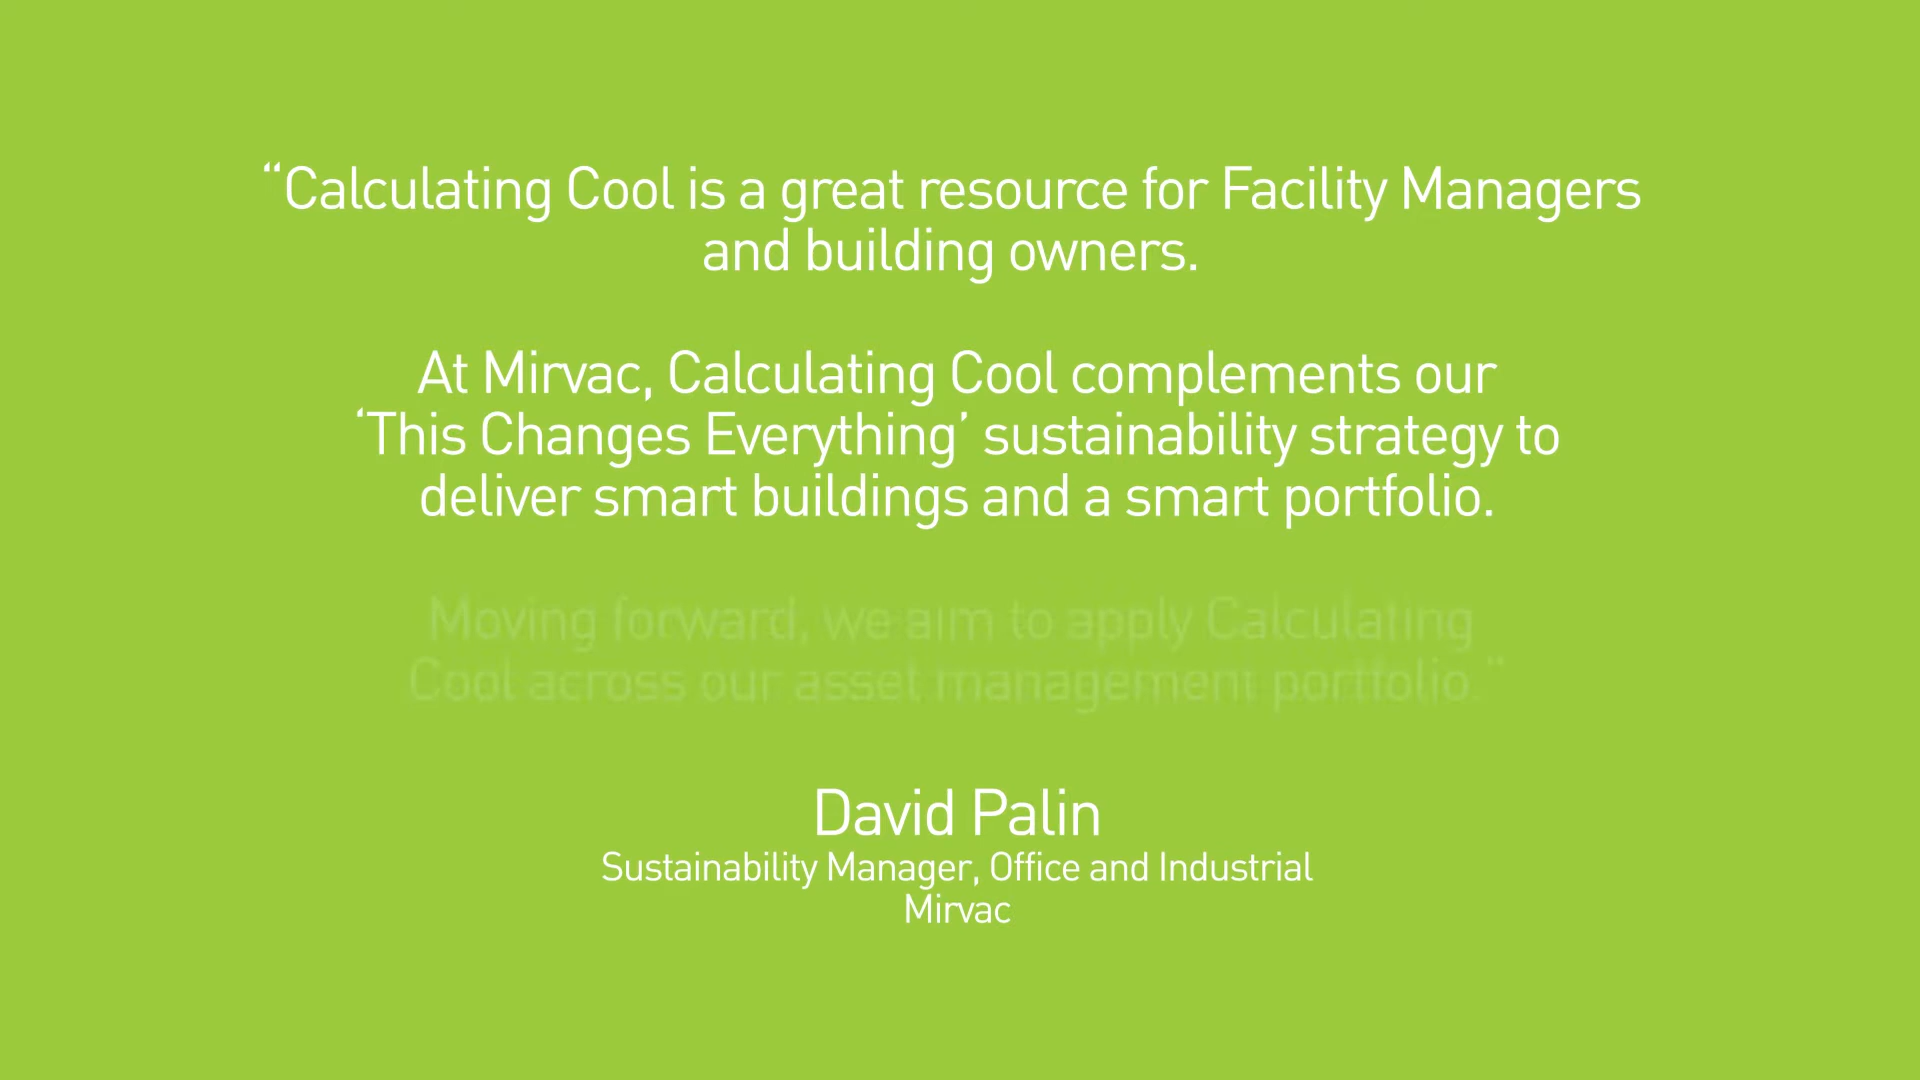 “Calculating Cool is a great resource for Facility Managers
and building owners.
At Mirvac, Calculating Cool complements our
‘This Changes Everything’ sustainability strategy to
deliver smart buildings and a smart portfolio.
Moving forward, we aim to apply Calculating
Cool across our asset management portfolio.”
David Palin
Sustainability Manager, Office and Industrial
Mirvac